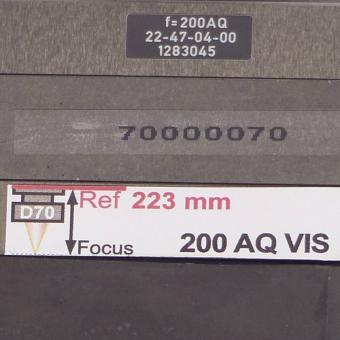 f=200AQ
22-47-04-00
1283045
70000070
Ref 223 mm
D70
Focus
200 AQ VIS